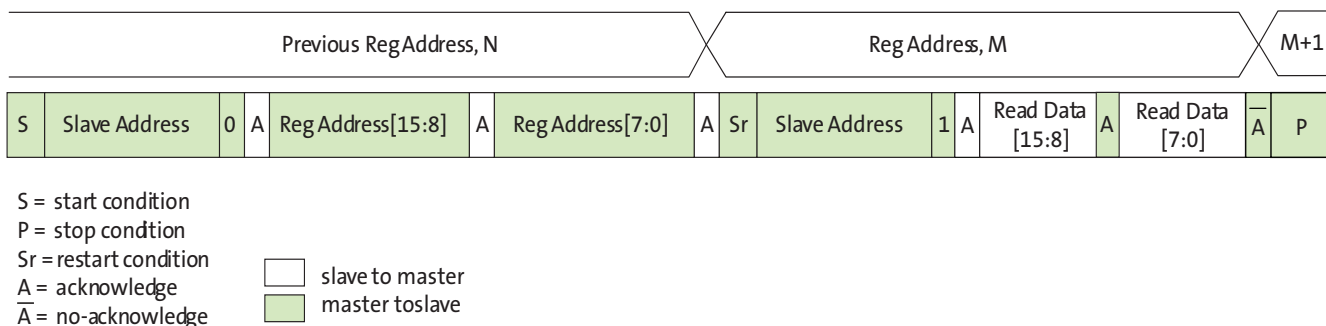 Previous Reg Address, N Reg Address, M M+1
S Slave Address 0 A Reg Address[15:8] A Reg Address[7:0] A Sr Slave Address 1 A Read Data [15:8] A Read Data [7:0] A̅ P
S = start condition
P = stop condition
Sr = restart condition
A = acknowledge
A̅ = no-acknowledge
slave to master
master toslave